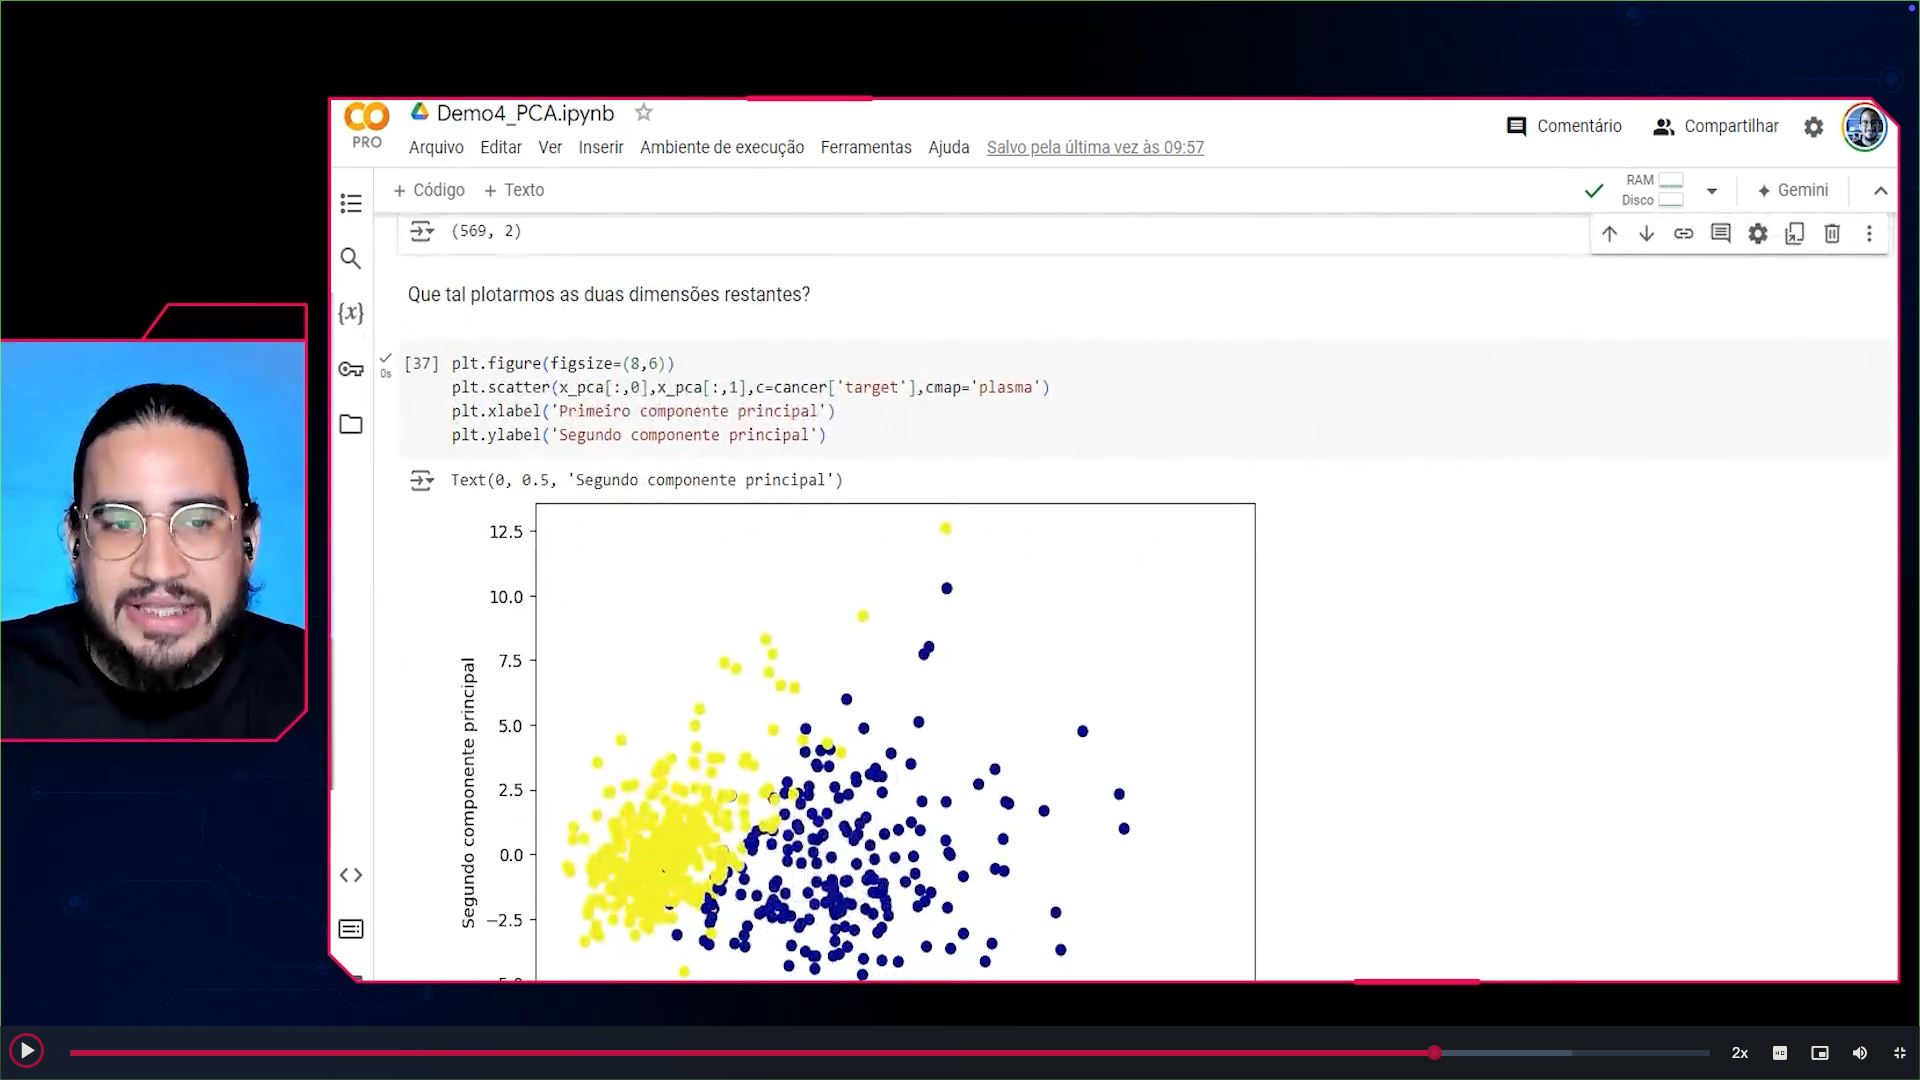 CO
PRO
Demo4_PCA.ipynb
Arquivo Editar Ver Inserir Ambiente de execução Ferramentas Ajuda Salvo pela última vez às 09:57
Comentário
Compartilhar
+ Código + Texto
RAM
Disco
Gemini
(569, 2)
Que tal plotarmos as duas dimensões restantes?
{x}
0s
[37] plt.figure(figsize=(8,6))
plt.scatter(x_pca[:,0],x_pca[:,1],c=cancer['target'],cmap='plasma')
plt.xlabel('Primeiro componente principal')
plt.ylabel('Segundo componente principal')
Text(0, 0.5, 'Segundo componente principal')
12.5
10.0
7.5
5.0
2.5
0.0
−2.5
Segundo componente principal
2x